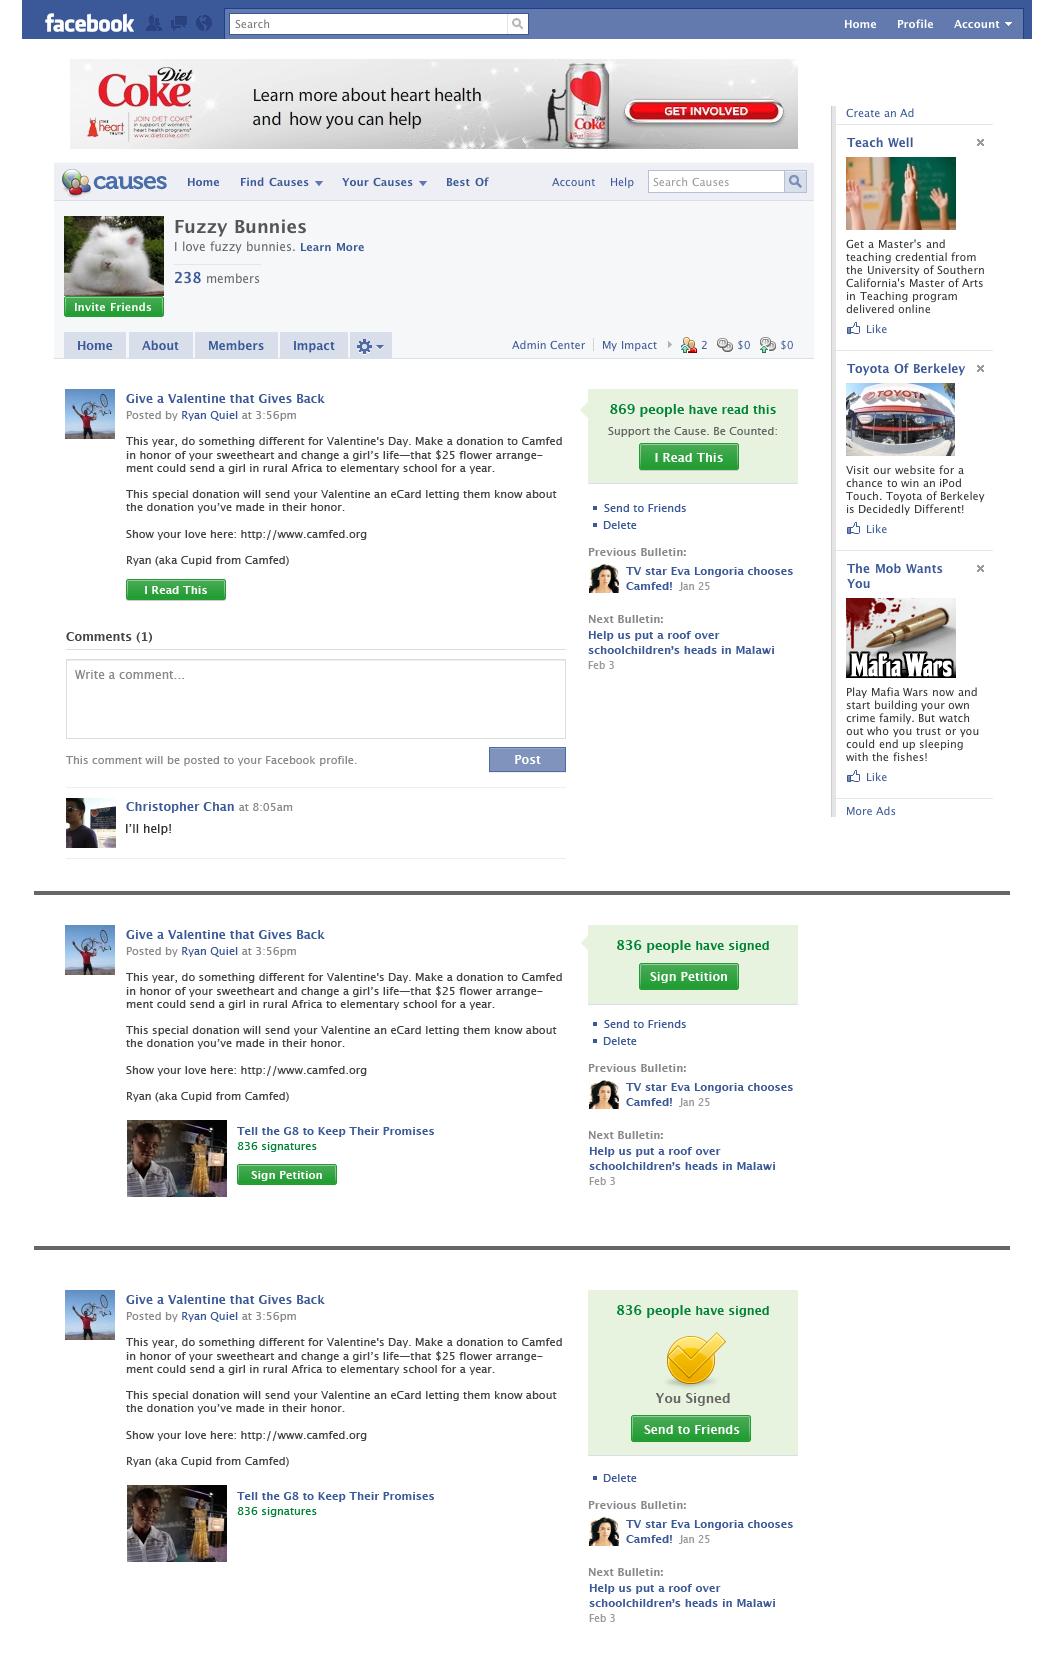 facebook
Search
Home Profile Account
Diet
Coke
the heart truth
JOIN DIET COKE
in support of women's
heart health programs
www.dietcoke.com
Learn more about heart health
and how you can help
Diet
Coke
GET INVOLVED
causes Home Find Causes Your Causes Best Of Account Help Search Causes
Fuzzy Bunnies
I love fuzzy bunnies. Learn More
238 members
Invite Friends
Home About Members Impact
Admin Center My Impact 2 $0 $0
Give a Valentine that Gives Back
Posted by Ryan Quiel at 3:56pm
This year, do something different for Valentine's Day. Make a donation to Camfed
in honor of your sweetheart and change a girl's life—that $25 flower arrange-
ment could send a girl in rural Africa to elementary school for a year.
This special donation will send your Valentine an eCard letting them know about
the donation you've made in their honor.
Show your love here: http://www.camfed.org
Ryan (aka Cupid from Camfed)
I Read This
Comments (1)
Write a comment...
This comment will be posted to your Facebook profile.
Post
Christopher Chan at 8:05am
I'll help!
869 people have read this
Support the Cause. Be Counted:
I Read This
Send to Friends
Delete
Previous Bulletin:
TV star Eva Longoria chooses
Camfed! Jan 25
Next Bulletin:
Help us put a roof over
schoolchildren's heads in Malawi
Feb 3
Create an Ad
Teach Well
Get a Master's and
teaching credential from
the University of Southern
California's Master of Arts
in Teaching program
delivered online
Like
Toyota Of Berkeley
TOYOTA
Visit our website for a
chance to win an iPod
Touch. Toyota of Berkeley
is Decidedly Different!
Like
The Mob Wants
You
Mafia Wars
Play Mafia Wars now and
start building your own
crime family. But watch
out who you trust or you
could end up sleeping
with the fishes!
Like
More Ads
Give a Valentine that Gives Back
Posted by Ryan Quiel at 3:56pm
This year, do something different for Valentine's Day. Make a donation to Camfed
in honor of your sweetheart and change a girl's life—that $25 flower arrange-
ment could send a girl in rural Africa to elementary school for a year.
This special donation will send your Valentine an eCard letting them know about
the donation you've made in their honor.
Show your love here: http://www.camfed.org
Ryan (aka Cupid from Camfed)
Tell the G8 to Keep Their Promises
836 signatures
Sign Petition
836 people have signed
Sign Petition
Send to Friends
Delete
Previous Bulletin:
TV star Eva Longoria chooses
Camfed! Jan 25
Next Bulletin:
Help us put a roof over
schoolchildren's heads in Malawi
Feb 3
Give a Valentine that Gives Back
Posted by Ryan Quiel at 3:56pm
This year, do something different for Valentine's Day. Make a donation to Camfed
in honor of your sweetheart and change a girl's life—that $25 flower arrange-
ment could send a girl in rural Africa to elementary school for a year.
This special donation will send your Valentine an eCard letting them know about
the donation you've made in their honor.
Show your love here: http://www.camfed.org
Ryan (aka Cupid from Camfed)
Tell the G8 to Keep Their Promises
836 signatures
836 people have signed
You Signed
Send to Friends
Delete
Previous Bulletin:
TV star Eva Longoria chooses
Camfed! Jan 25
Next Bulletin:
Help us put a roof over
schoolchildren's heads in Malawi
Feb 3